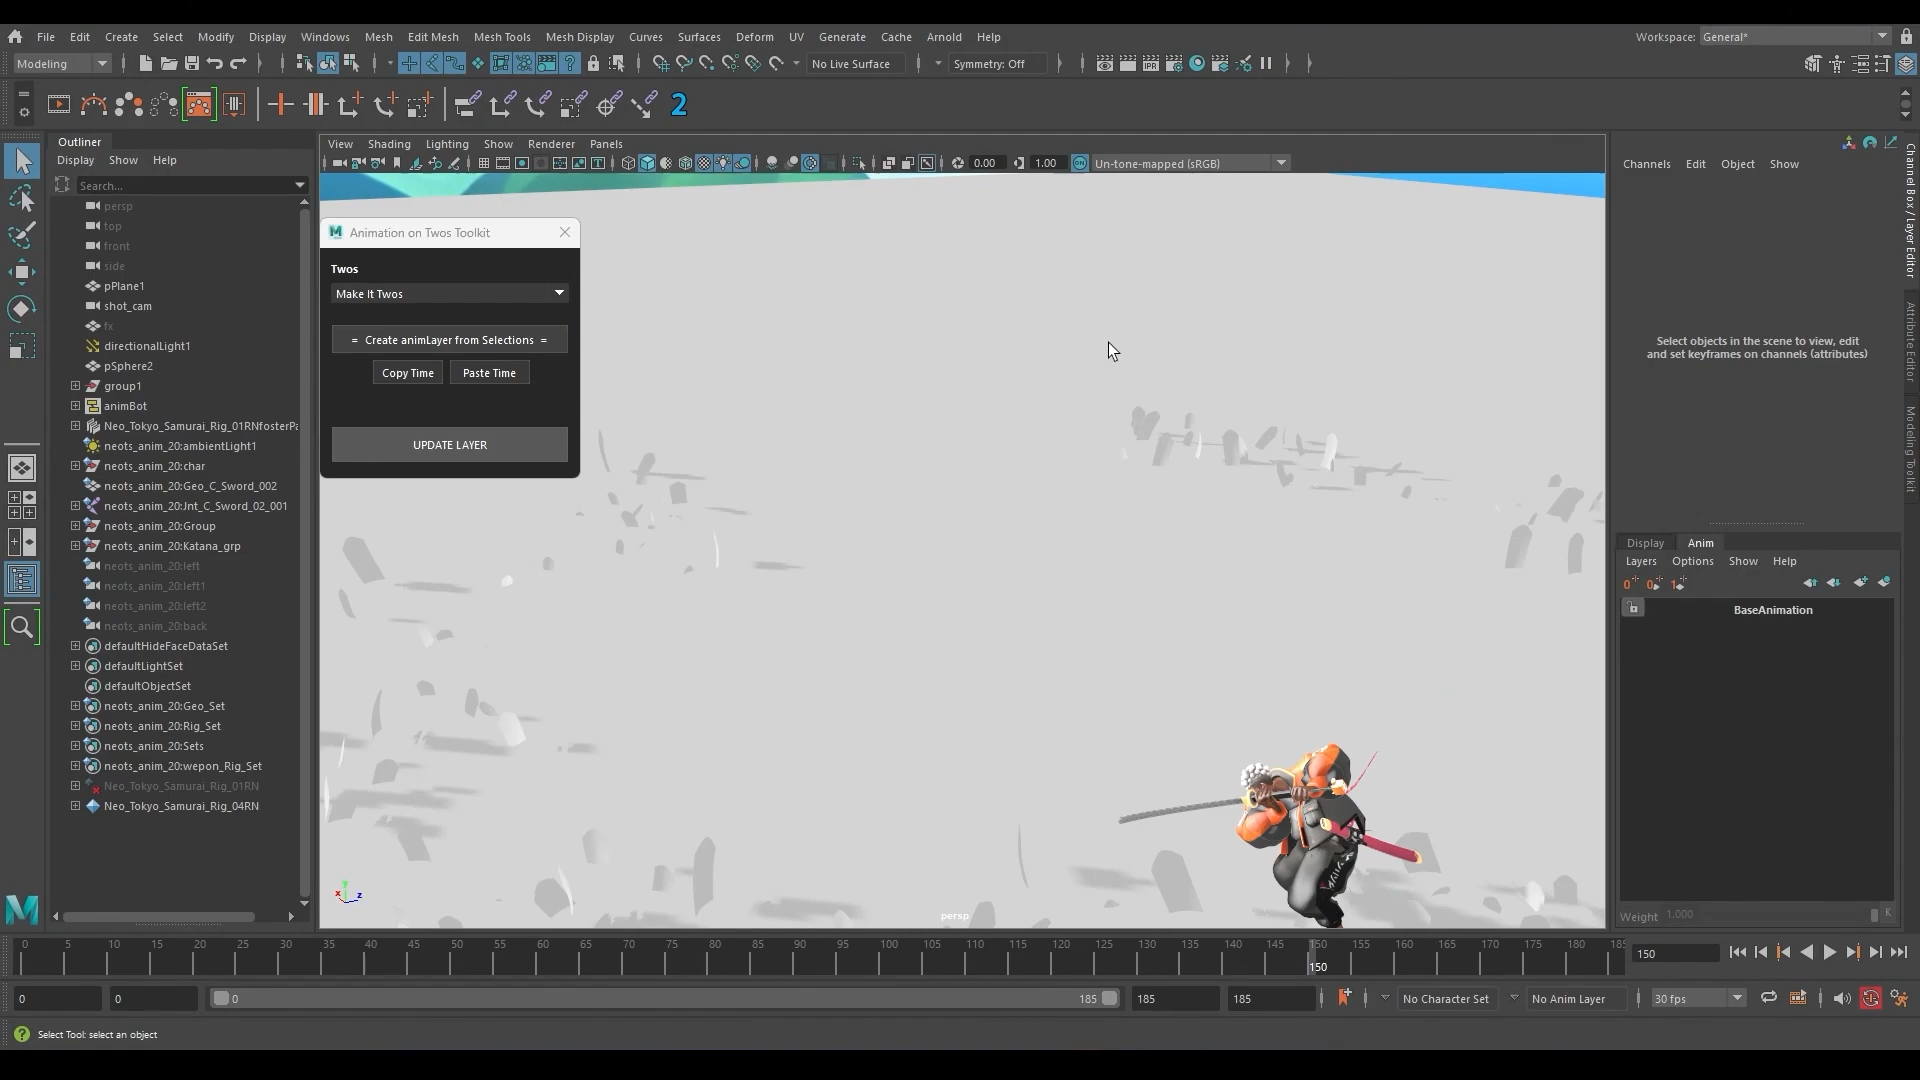 File Edit Create Select Modify Display Windows Mesh Edit Mesh Mesh Tools Mesh Display Curves Surfaces Deform UV Generate Cache Arnold Help
Workspace: General*
Modeling
No Live Surface
Symmetry: Off
IPR
2
Outliner
Display Show Help
Search...
persp
top
front
side
pPlane1
shot_cam
fx
directionalLight1
pSphere2
group1
animBot
Neo_Tokyo_Samurai_Rig_01RNfosterPa
neots_anim_20:ambientLight1
neots_anim_20:char
neots_anim_20:Geo_C_Sword_002
neots_anim_20:Jnt_C_Sword_02_001
neots_anim_20:Group
neots_anim_20:Katana_grp
neots_anim_20:left
neots_anim_20:left1
neots_anim_20:left2
neots_anim_20:back
defaultHideFaceDataSet
defaultLightSet
defaultObjectSet
neots_anim_20:Geo_Set
neots_anim_20:Rig_Set
neots_anim_20:Sets
neots_anim_20:wepon_Rig_Set
Neo_Tokyo_Samurai_Rig_01RN
Neo_Tokyo_Samurai_Rig_04RN
View Shading Lighting Show Renderer Panels
0.00
1.00
ON
Un-tone-mapped (sRGB)
M Animation on Twos Toolkit
Twos
Make It Twos
= Create animLayer from Selections =
Copy Time
Paste Time
UPDATE LAYER
y
x
z
persp
Channels Edit Object Show
Select objects in the scene to view, edit
and set keyframes on channels (attributes)
Channel Box / Layer Editor
Attribute Editor
Modeling Toolkit
Display Anim
Layers Options Show Help
0 0 1
BaseAnimation
Weight 1.000
K
M
0 5 10 15 20 25 30 35 40 45 50 55 60 65 70 75 80 85 90 95 100 105 110 115 120 125 130 135 140 145 150 155 160 165 170 175 180 185
150
150
0
0
0
185
185
185
No Character Set
No Anim Layer
30 fps
? Select Tool: select an object